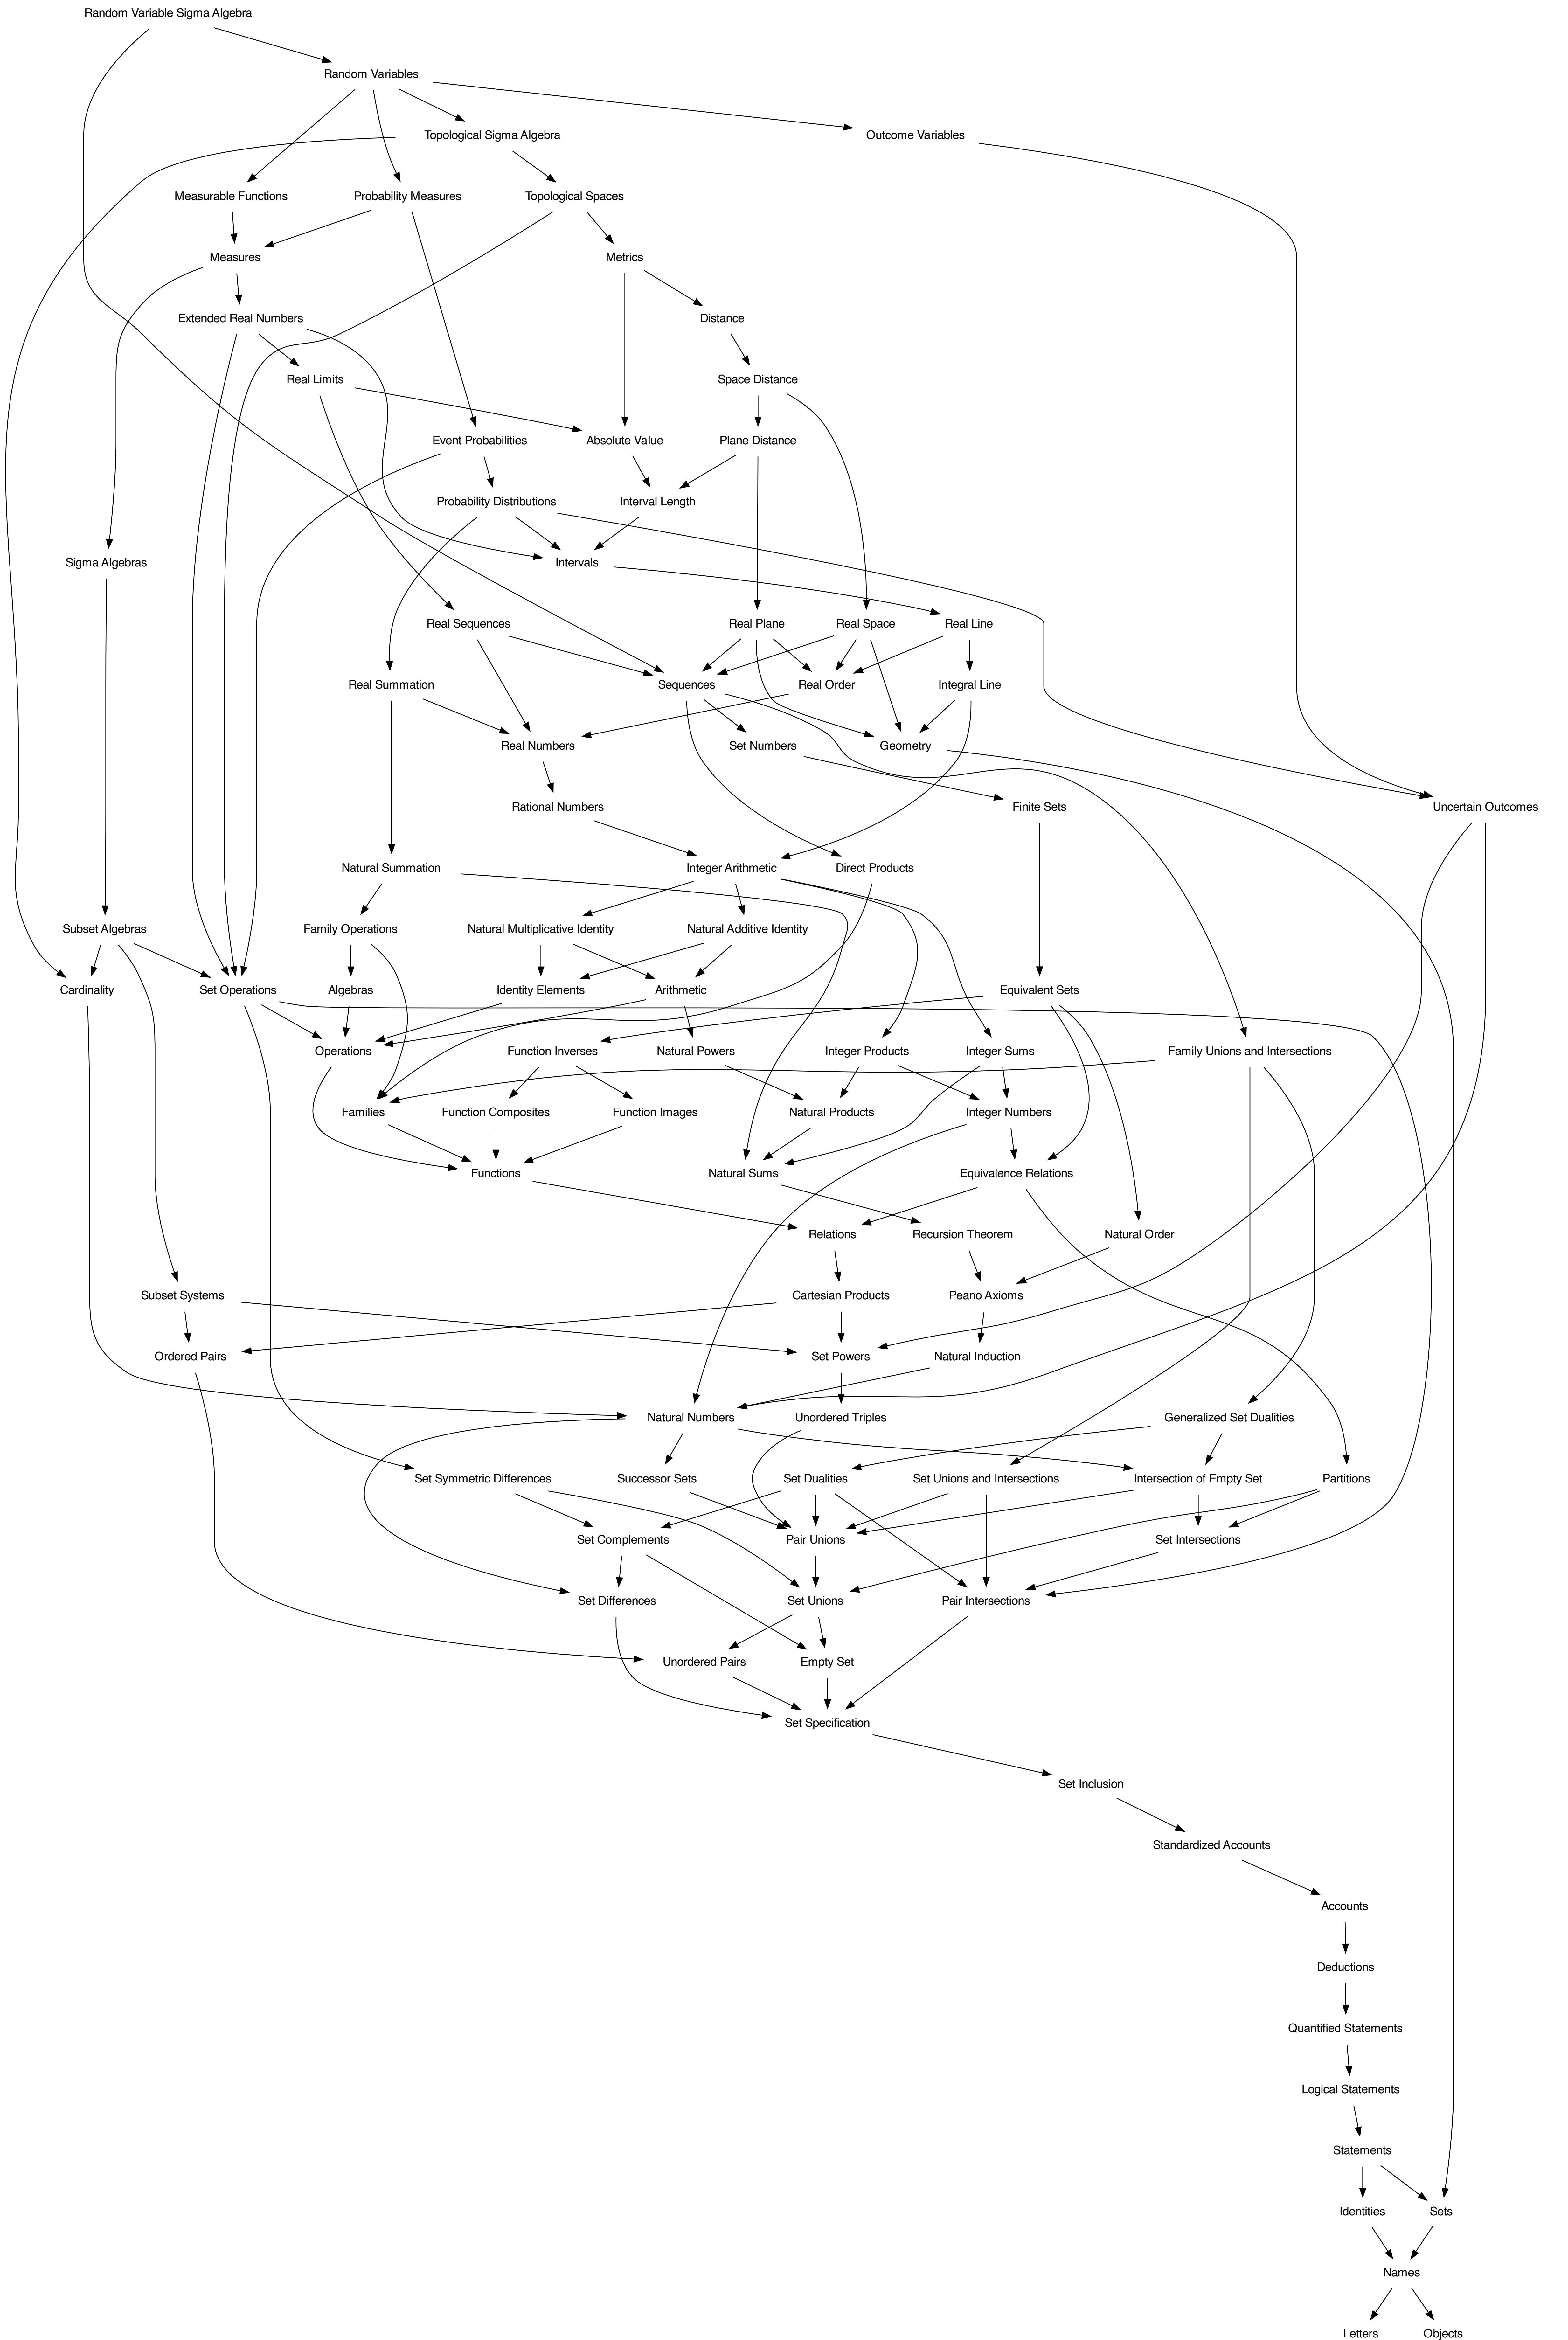 Random Variable Sigma Algebra
Random Variables
Topological Sigma Algebra
Outcome Variables
Measurable Functions
Probability Measures
Topological Spaces
Measures
Metrics
Extended Real Numbers
Distance
Real Limits
Space Distance
Event Probabilities
Absolute Value
Plane Distance
Probability Distributions
Interval Length
Sigma Algebras
Intervals
Real Sequences
Real Plane
Real Space
Real Line
Real Summation
Sequences
Real Order
Integral Line
Real Numbers
Set Numbers
Geometry
Rational Numbers
Finite Sets
Uncertain Outcomes
Natural Summation
Integer Arithmetic
Direct Products
Subset Algebras
Family Operations
Natural Multiplicative Identity
Natural Additive Identity
Cardinality
Set Operations
Algebras
Identity Elements
Arithmetic
Equivalent Sets
Operations
Function Inverses
Natural Powers
Integer Products
Integer Sums
Family Unions and Intersections
Families
Function Composites
Function Images
Natural Products
Integer Numbers
Functions
Natural Sums
Equivalence Relations
Relations
Recursion Theorem
Natural Order
Subset Systems
Cartesian Products
Peano Axioms
Ordered Pairs
Set Powers
Natural Induction
Natural Numbers
Unordered Triples
Generalized Set Dualities
Set Symmetric Differences
Successor Sets
Set Dualities
Set Unions and Intersections
Intersection of Empty Set
Partitions
Set Complements
Pair Unions
Set Intersections
Set Differences
Set Unions
Pair Intersections
Unordered Pairs
Empty Set
Set Specification
Set Inclusion
Standardized Accounts
Accounts
Deductions
Quantified Statements
Logical Statements
Statements
Identities
Sets
Names
Letters
Objects